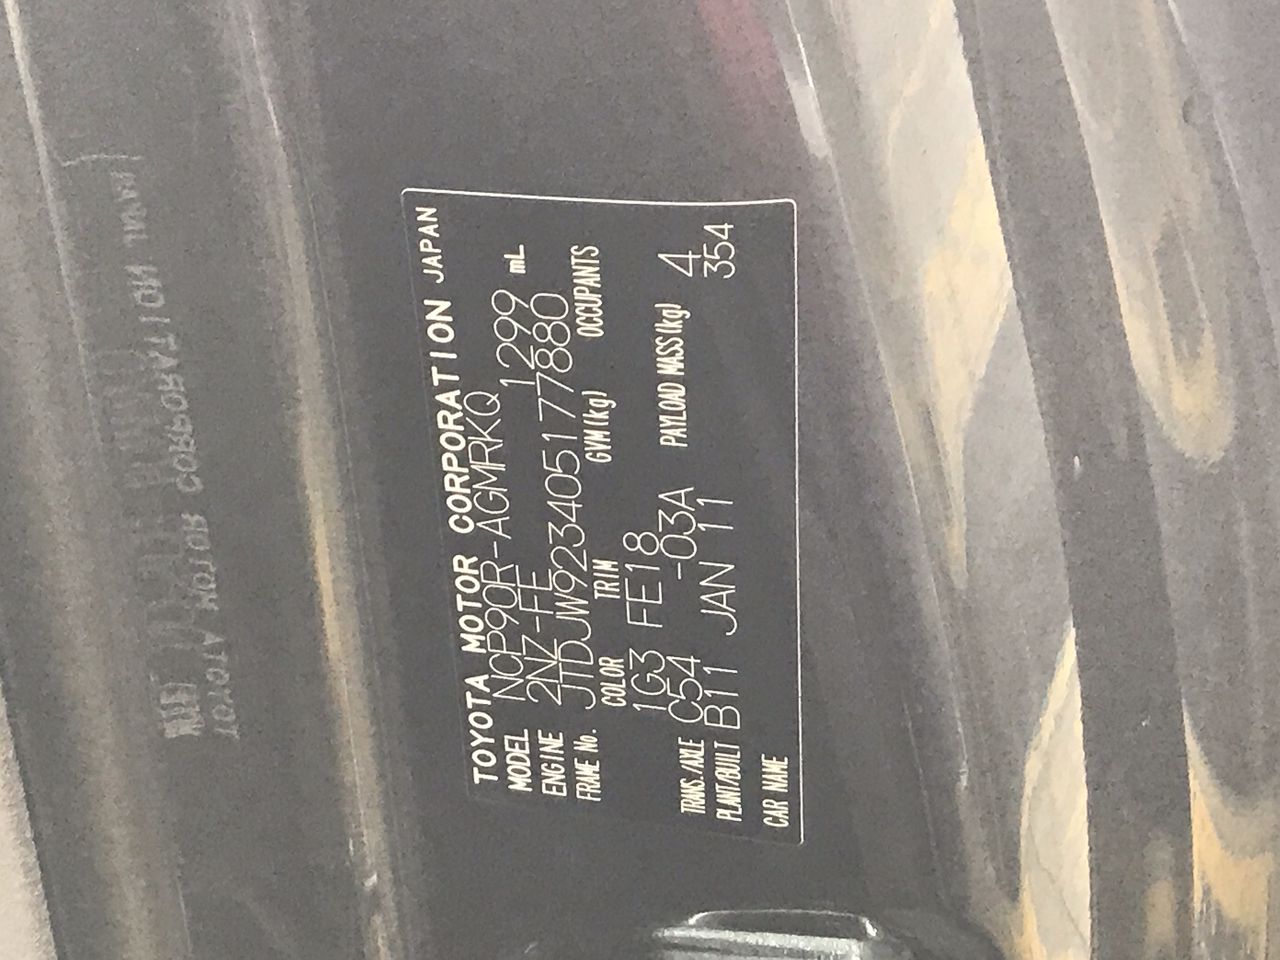 TOYOTA MOTOR CORPORATION JAPAN
MODEL NCP90R-AGMRKQ
ENGINE 2NZ-FE 1299 mL
FRAME No. JTDJW923405177880
COLOR TRIM GVM(kg) OCCUPANTS
1G3 FE18
TRANS./AXLE C54 -03A PAYLOAD MASS(kg) 4
PLANT/BUILT B11 JAN 11 354
CAR NAME